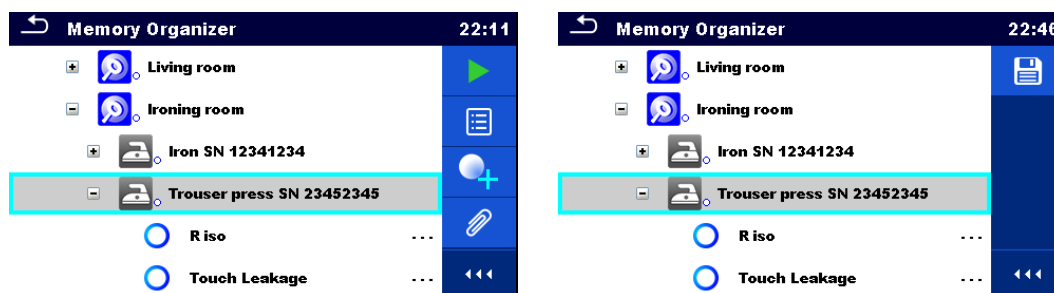 Memory Organizer 22:11
Living room
Ironing room
Iron SN 12341234
Trouser press SN 23452345
R iso ...
Touch Leakage ...
Memory Organizer 22:46
Living room
Ironing room
Iron SN 12341234
Trouser press SN 23452345
R iso ...
Touch Leakage ...